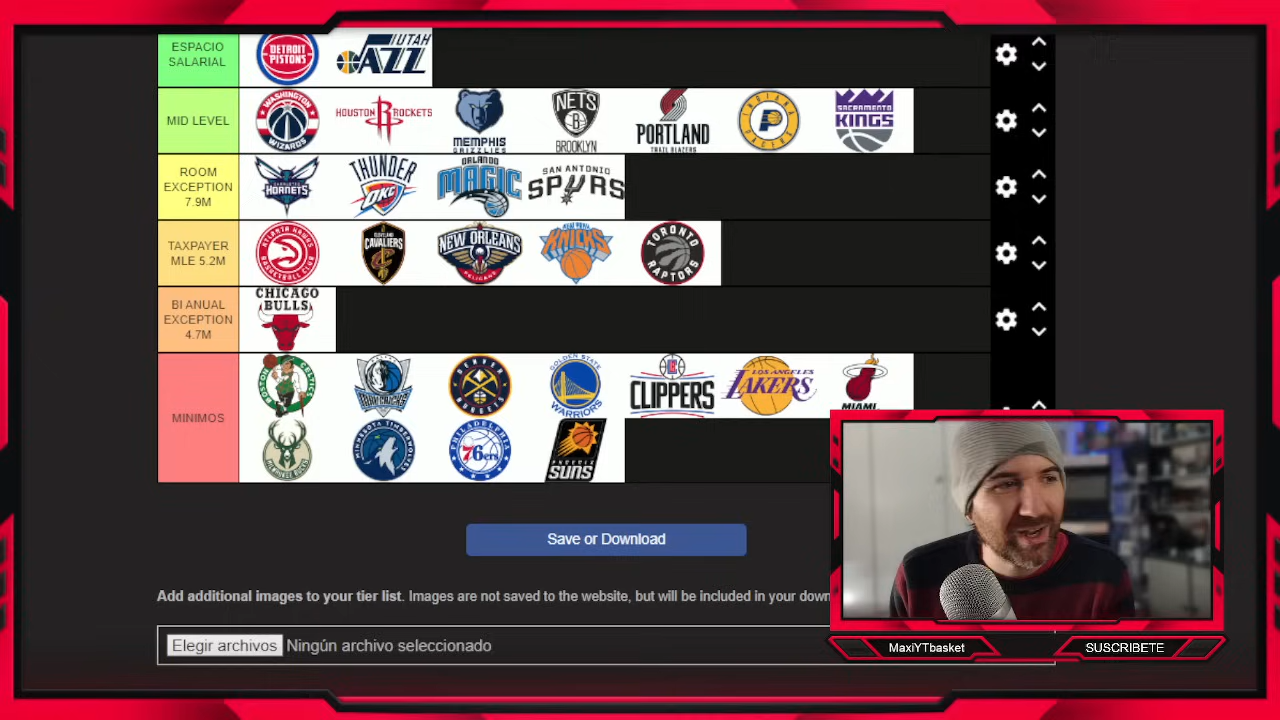 ESPACIO
SALARIAL
DETROIT
PISTONS
UTAH
JAZZ
MID LEVEL
WASHINGTON
WIZARDS
HOUSTON ROCKETS
MEMPHIS
GRIZZLIES
NETS
B
BROOKLYN
PORTLAND
TRAIL BLAZERS
INDIANA
P
PACERS
SACRAMENTO
KINGS
ROOM
EXCEPTION
7.9M
CHARLOTTE
HORNETS
THUNDER
OKC
ORLANDO
MAGIC
SAN ANTONIO
SPURS
TAXPAYER
MLE 5.2M
ATLANTA HAWKS
BASKETBALL CLUB
CLEVELAND
CAVALIERS
NEW ORLEANS
PELICANS
NEW YORK
KNICKS
TORONTO
RAPTORS
BI ANUAL
EXCEPTION
4.7M
CHICAGO
BULLS
MINIMOS
BOSTON
CELTICS
MAVERICKS
DENVER
NUGGETS
GOLDEN STATE
WARRIORS
CLIPPERS
LOS ANGELES
LAKERS
MIAMI
MILWAUKEE
BUCKS
MINNESOTA TIMBERWOLVES
PHILADELPHIA
76ers
PHOENIX
SUNS
Save or Download
Add additional images to your tier list. Images are not saved to the website, but will be included in your down
Elegir archivos Ningún archivo seleccionado
MaxiYTbasket
SUSCRIBETE